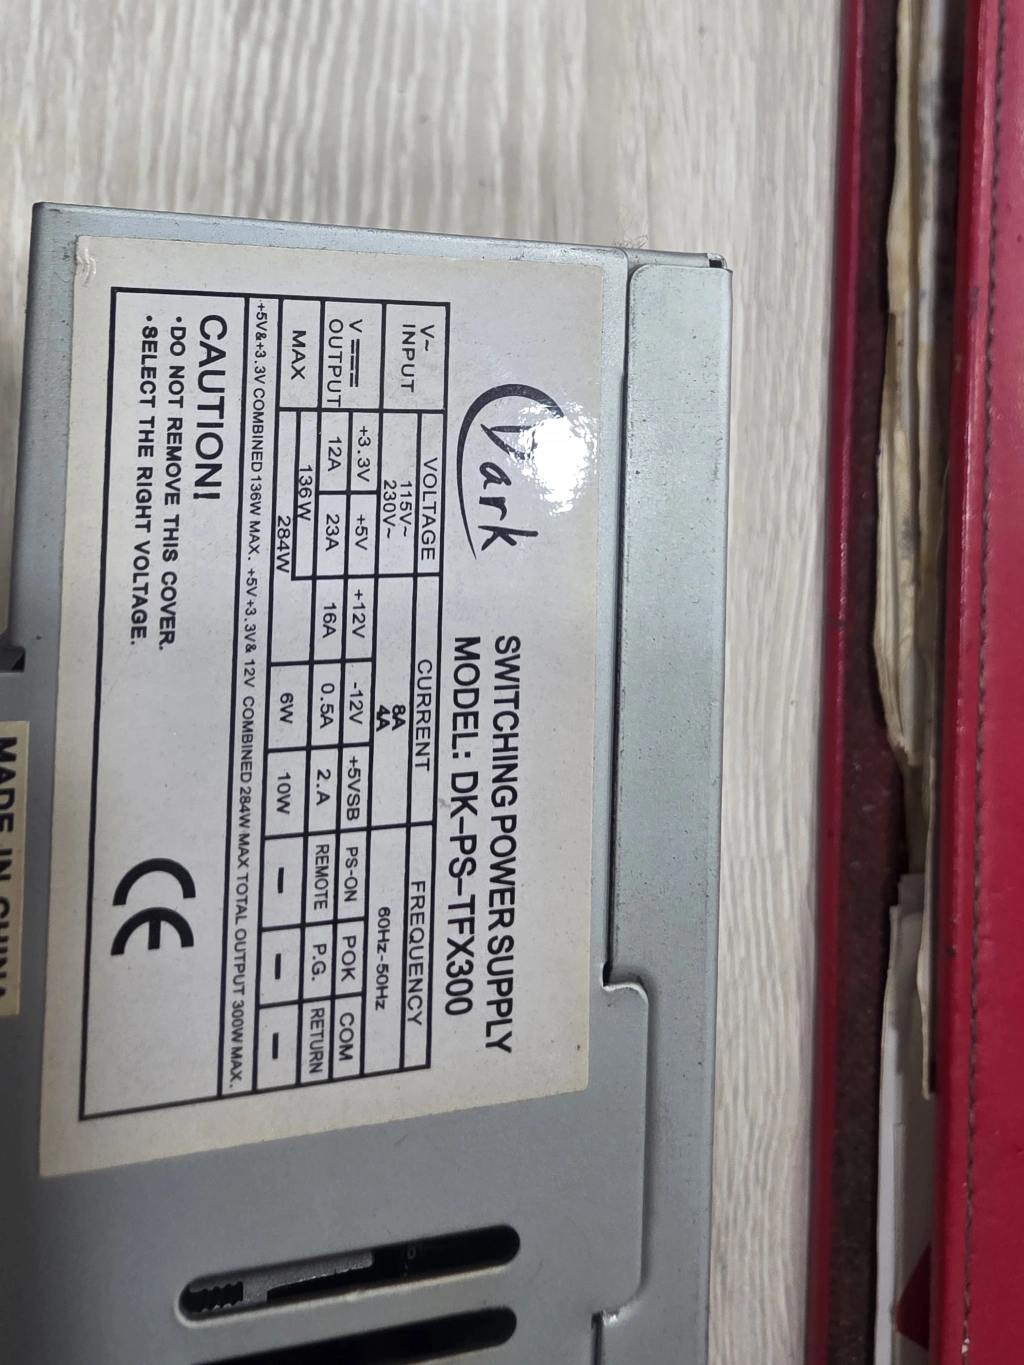 Dark
SWITCHING POWER SUPPLY
MODEL: DK-PS-TFX300
V~ INPUT VOLTAGE CURRENT FREQUENCY
115V~ 8A 60Hz-50Hz
230V~ 4A
V⎓ OUTPUT +3.3V +5V +12V -12V +5VSB PS-ON POK COM
12A 23A 16A 0.5A 2.A REMOTE P.G. RETURN
MAX 136W 6W 10W — — —
284W
+5V&+3.3V COMBINED 136W MAX. +5V+3.3V& 12V COMBINED 284W MAX TOTAL OUTPUT 300W MAX.
CAUTION!
•DO NOT REMOVE THIS COVER.
•SELECT THE RIGHT VOLTAGE.
CE
MADE IN CHINA